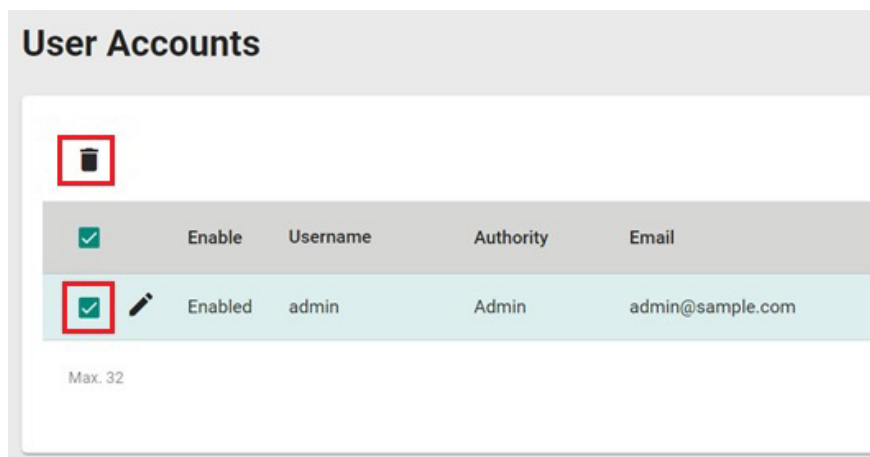 User Accounts
Enable Username Authority Email
Enabled admin Admin admin@sample.com
Max. 32